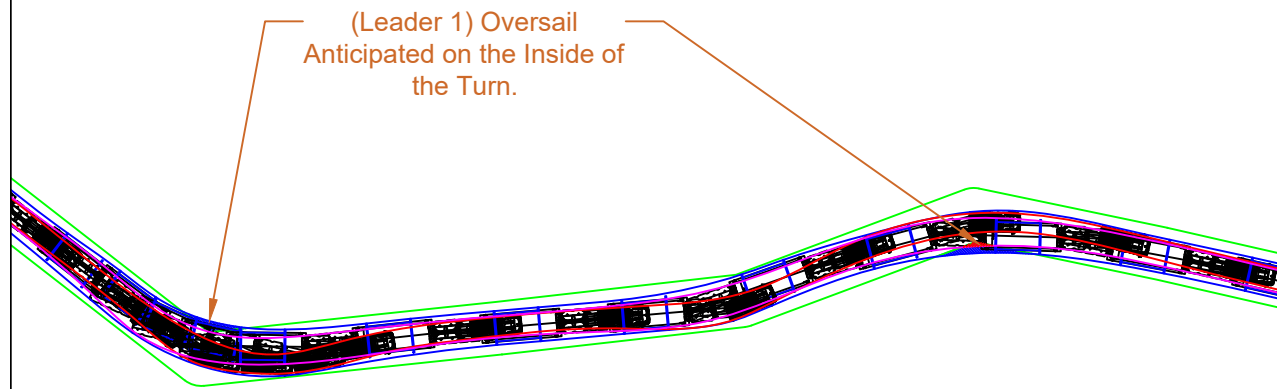 (Leader 1) Oversail
Anticipated on the Inside of
the Turn.